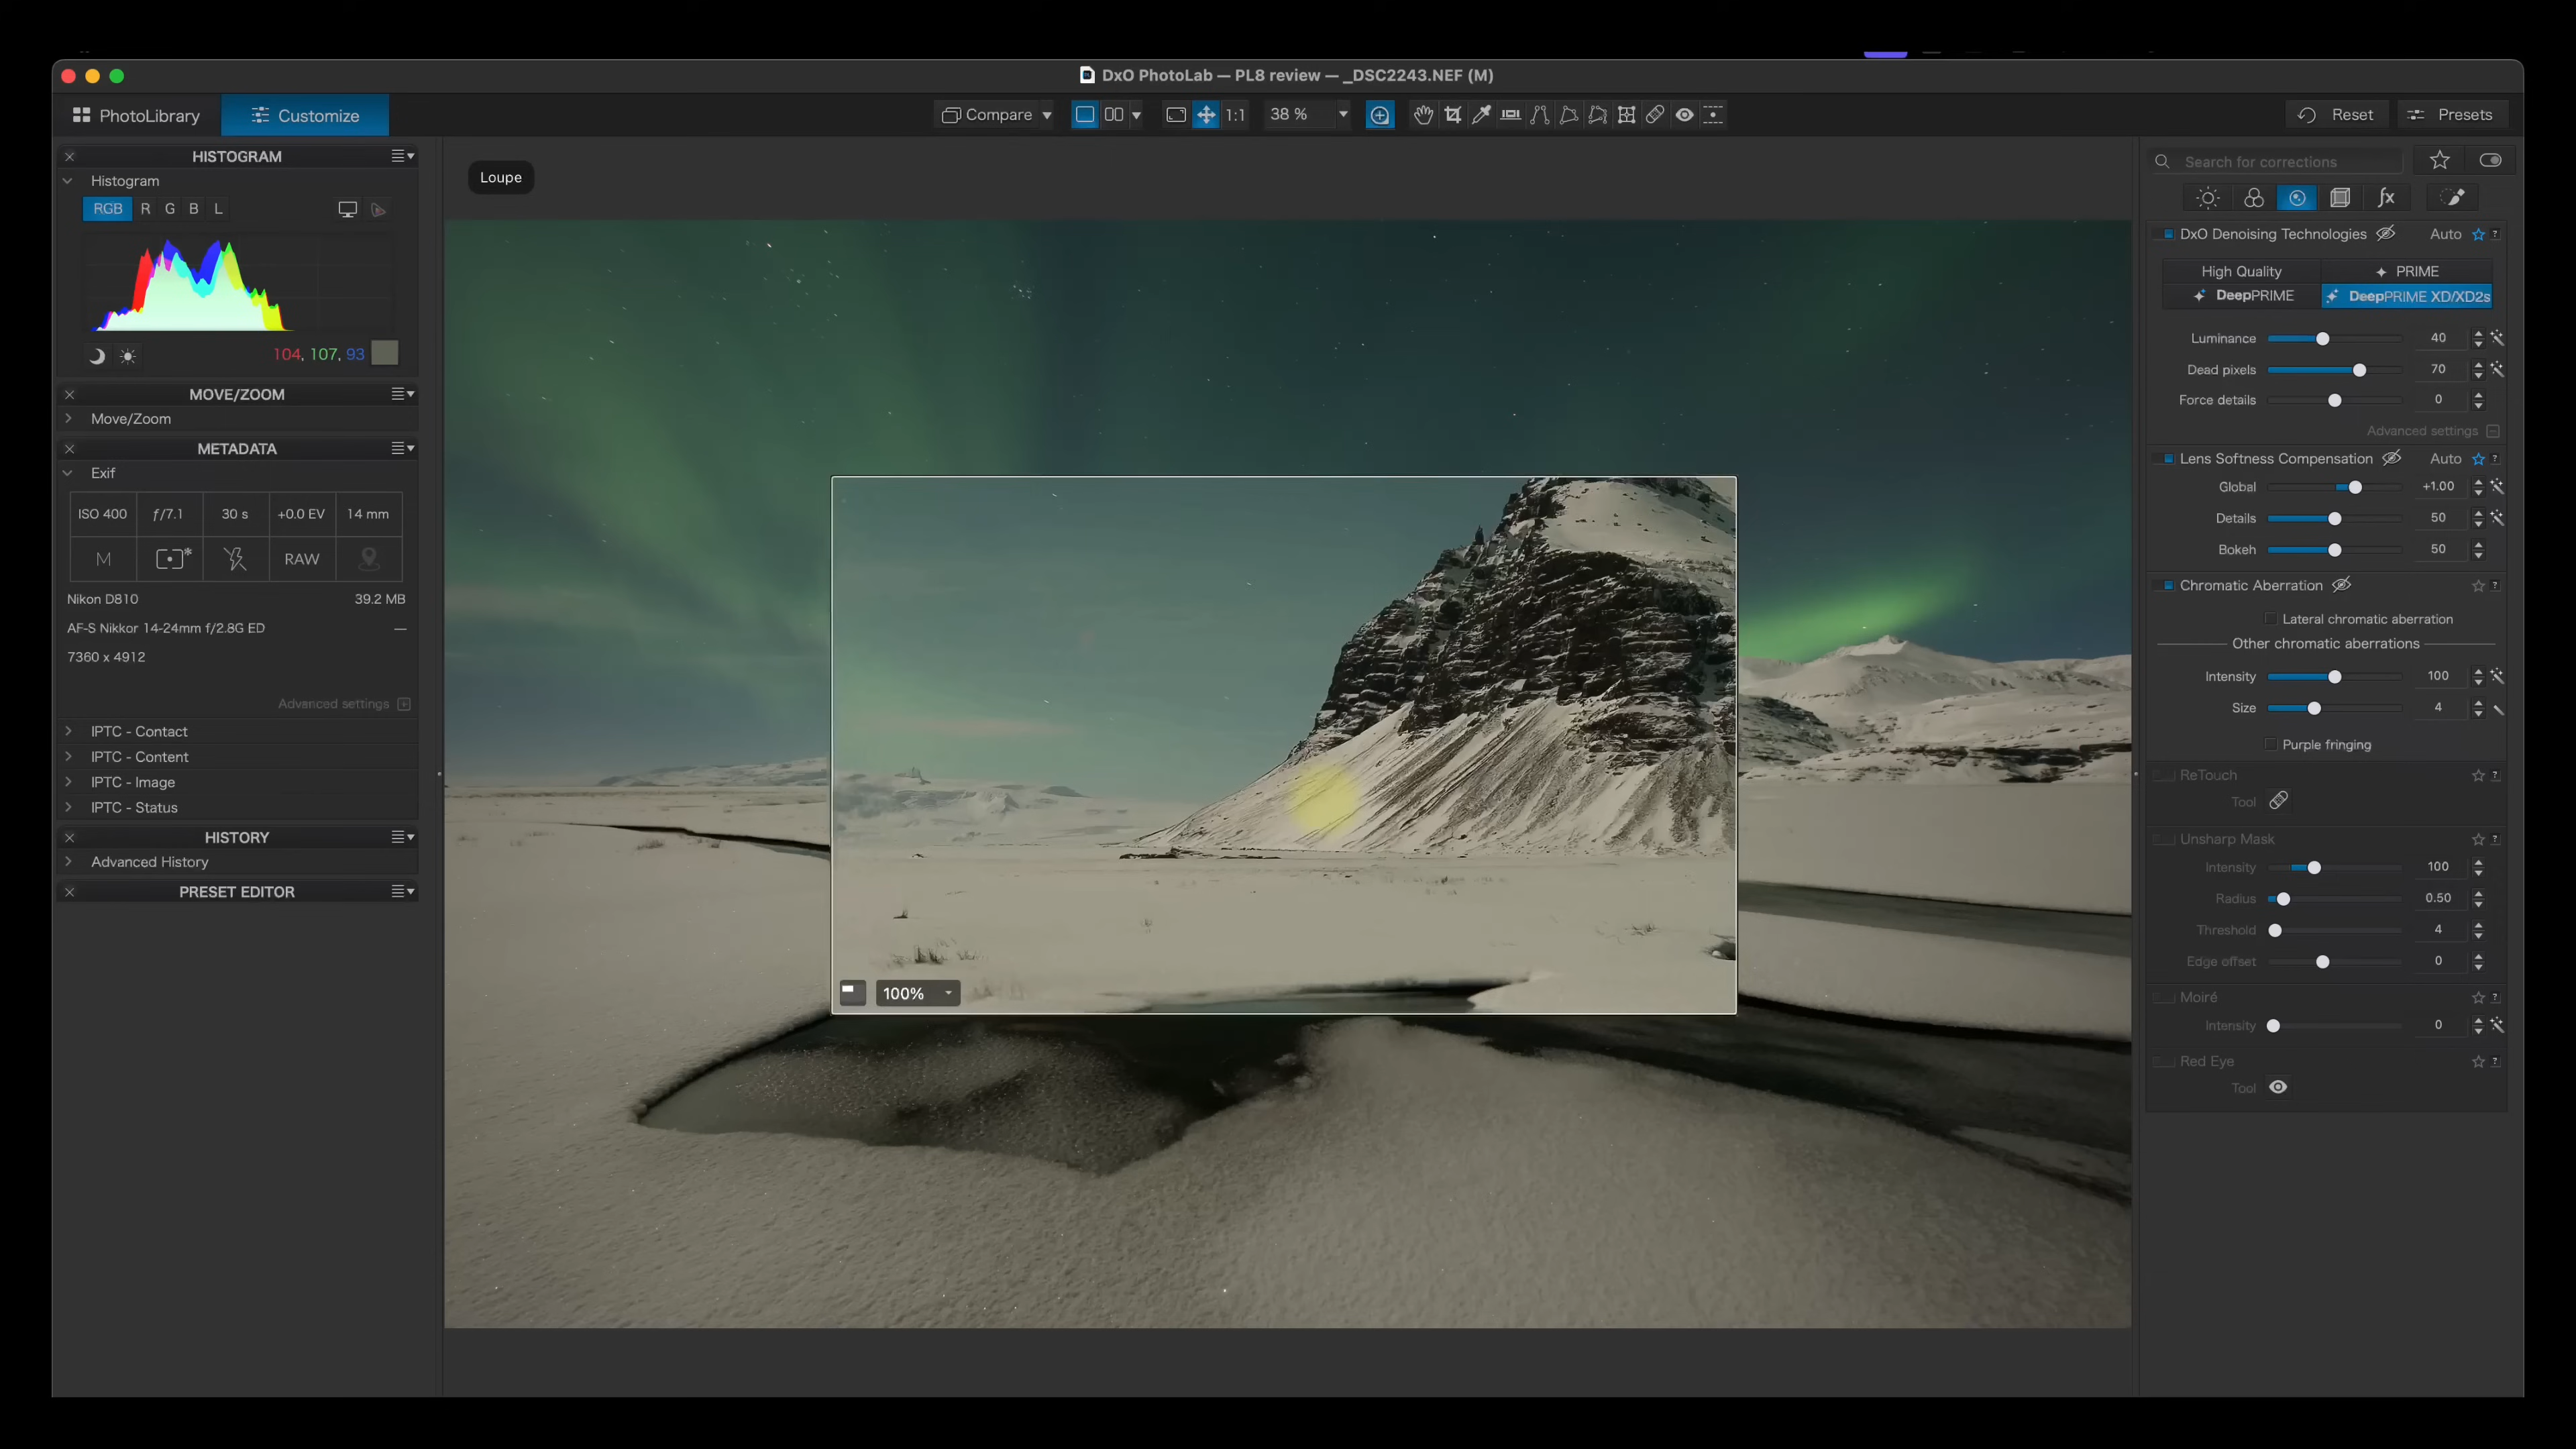 DxO PhotoLab — PL8 review — _DSC2243.NEF (M)
PhotoLibrary
Customize
Compare
1:1
38 %
Reset
Presets
HISTOGRAM
Histogram
RGB R G B L
104, 107, 93
MOVE/ZOOM
Move/Zoom
METADATA
Exif
ISO 400 ƒ/7.1 30 s +0.0 EV 14 mm
M RAW
Nikon D810 39.2 MB
AF-S Nikkor 14-24mm f/2.8G ED —
7360 x 4912
Advanced settings
IPTC - Contact
IPTC - Content
IPTC - Image
IPTC - Status
HISTORY
Advanced History
PRESET EDITOR
Loupe
100%
Search for corrections
fx
DxO Denoising Technologies Auto ?
High Quality PRIME
DeepPRIME DeepPRIME XD/XD2s
Luminance 40
Dead pixels 70
Force details 0
Advanced settings
Lens Softness Compensation Auto ?
Global +1.00
Details 50
Bokeh 50
Chromatic Aberration ?
Lateral chromatic aberration
Other chromatic aberrations
Intensity 100
Size 4
Purple fringing
ReTouch ?
Tool
Unsharp Mask ?
Intensity 100
Radius 0.50
Threshold 4
Edge offset 0
Moiré ?
Intensity 0
Red Eye ?
Tool